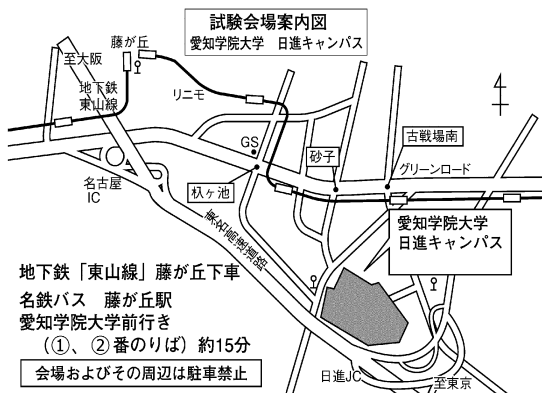 試験会場案内図
愛知学院大学 日進キャンパス
藤が丘
至大阪
地下鉄
東山線
リニモ
GS
砂子
古戦場南
グリーンロード
名古屋
IC
杁ヶ池
東名高速道路
愛知学院大学
日進キャンパス
地下鉄「東山線」藤が丘下車
名鉄バス 藤が丘駅
愛知学院大学前行き
(①、②番のりば)約15分
会場およびその周辺は駐車禁止
日進JC
至東京